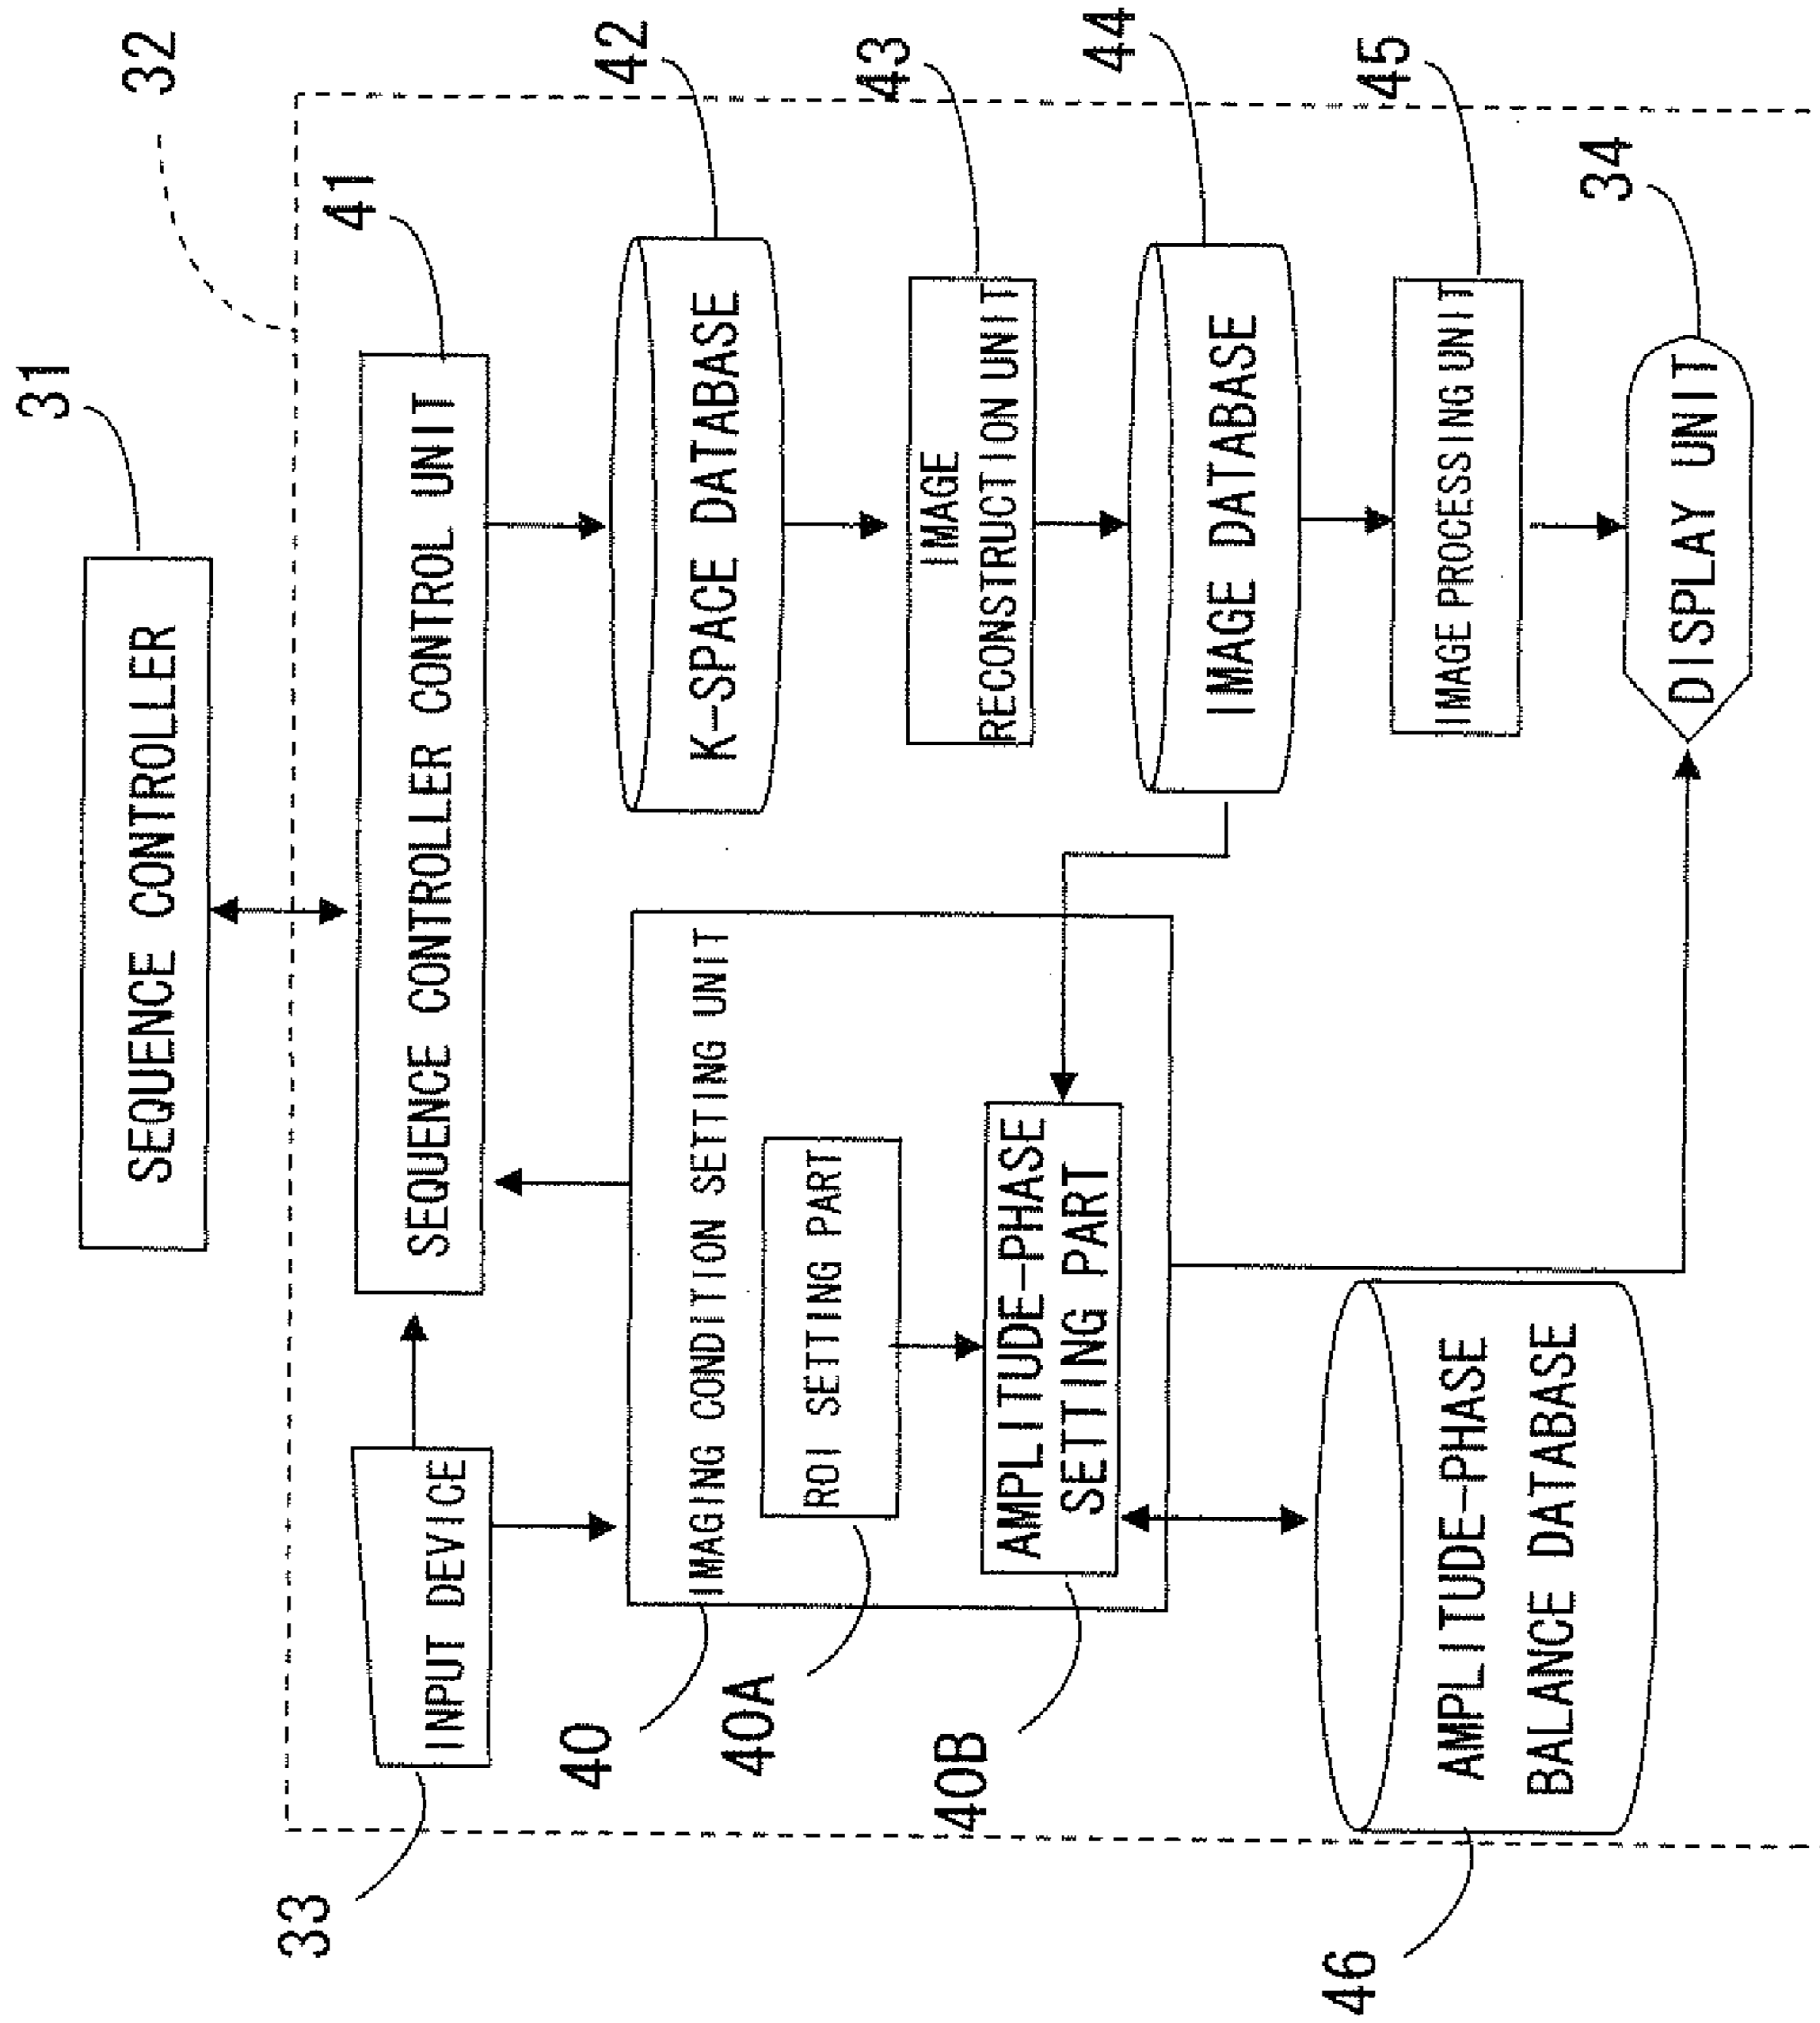 31
SEQUENCE CONTROLLER
32
33
INPUT DEVICE
41
SEQUENCE CONTROLLER CONTROL UNIT
40
IMAGING CONDITION SETTING UNIT
40A
ROI SETTING PART
40B
AMPLITUDE-PHASE
SETTING PART
46
AMPLITUDE-PHASE
BALANCE DATABASE
42
K-SPACE DATABASE
43
IMAGE
RECONSTRUCTION UNIT
44
IMAGE DATABASE
45
IMAGE PROCESSING UNIT
34
DISPLAY UNIT